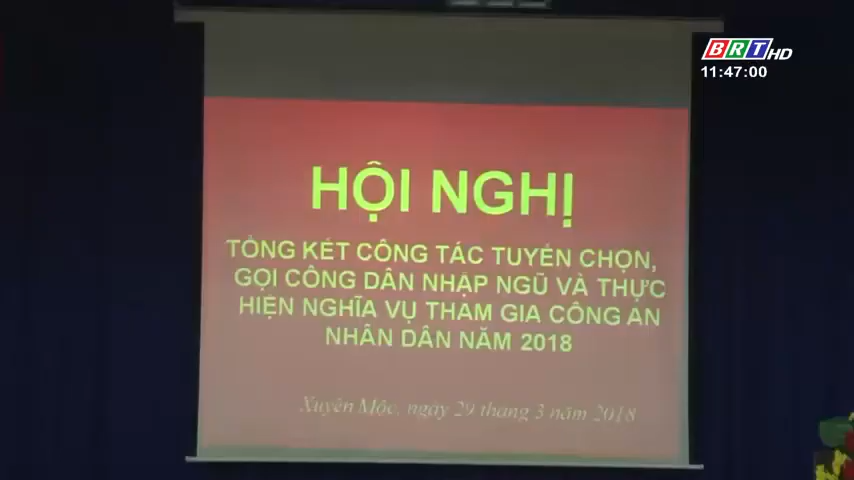 BRT HD
11:47:00
HỘI NGHỊ
TỔNG KẾT CÔNG TÁC TUYỂN CHỌN,
GỌI CÔNG DÂN NHẬP NGŨ VÀ THỰC
HIỆN NGHĨA VỤ THAM GIA CÔNG AN
NHÂN DÂN NĂM 2018
Xuyên Mộc, ngày 29 tháng 3 năm 2018